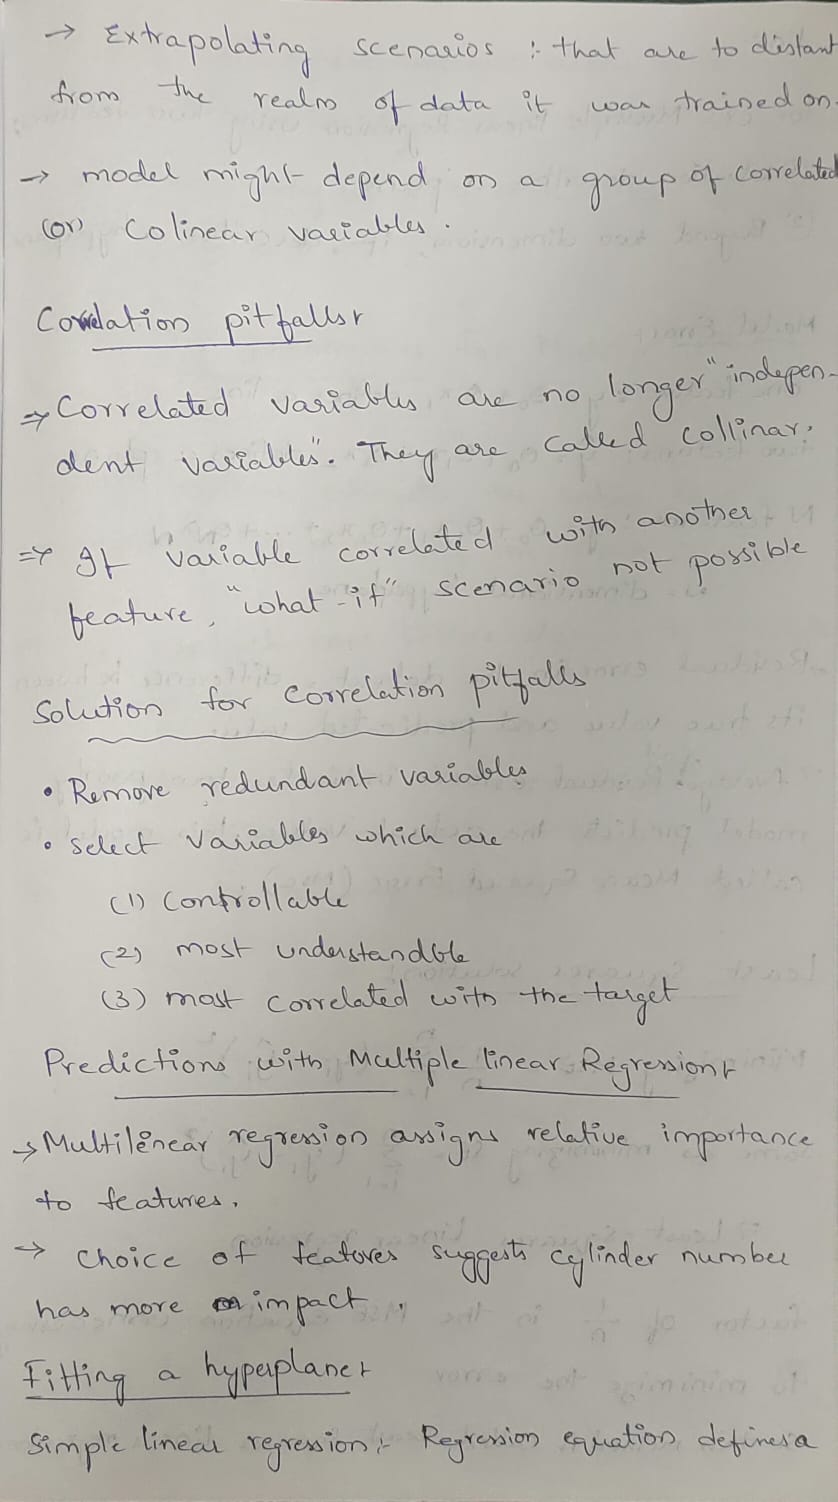 → Extrapolating scenarios :- that are to distant
from the realm of data it was trained on.
→ model might depend on a group of correlated
(or) Colinear variables.
Correlation pitfalls :-
⇒ Correlated variables are no longer "indepen-
dent variables". They are called collinar.
⇒ If variable correlated with another
feature, "what-if" scenario not possible
Solution for Correlation pitfalls
• Remove redundant variables
• select variables which are
(1) Controllable
(2) most understandble
(3) most correlated with the target
Predictions with Multiple linear Regression :-
→ Multilinear regression assigns relative importance
to features.
→ choice of features suggests cylinder number
has more impact.
Fitting a hyperplane :-
Simple linear regression :- Regression equation defines a